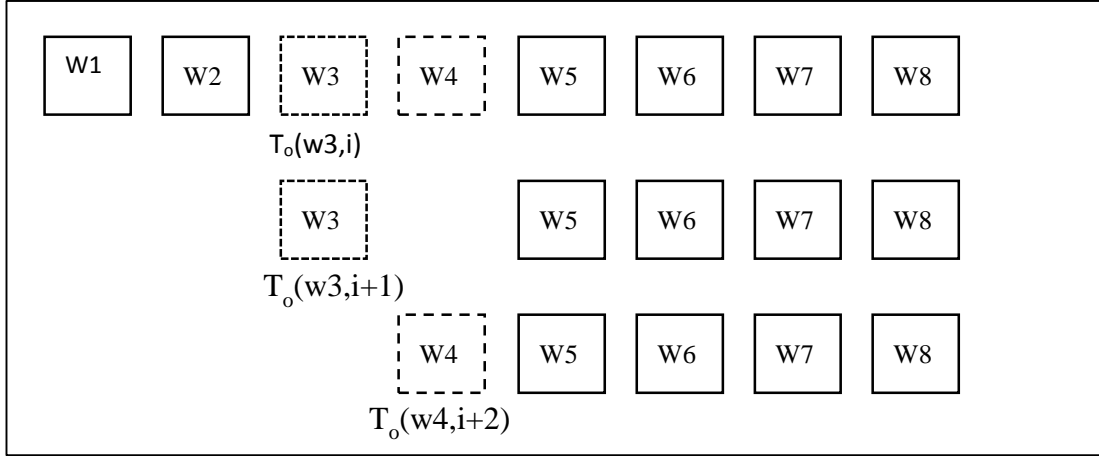 W1 W2 W3 W4 W5 W6 W7 W8
Tₒ(w3,i)
W3 W5 W6 W7 W8
Tₒ(w3,i+1)
W4 W5 W6 W7 W8
Tₒ(w4,i+2)